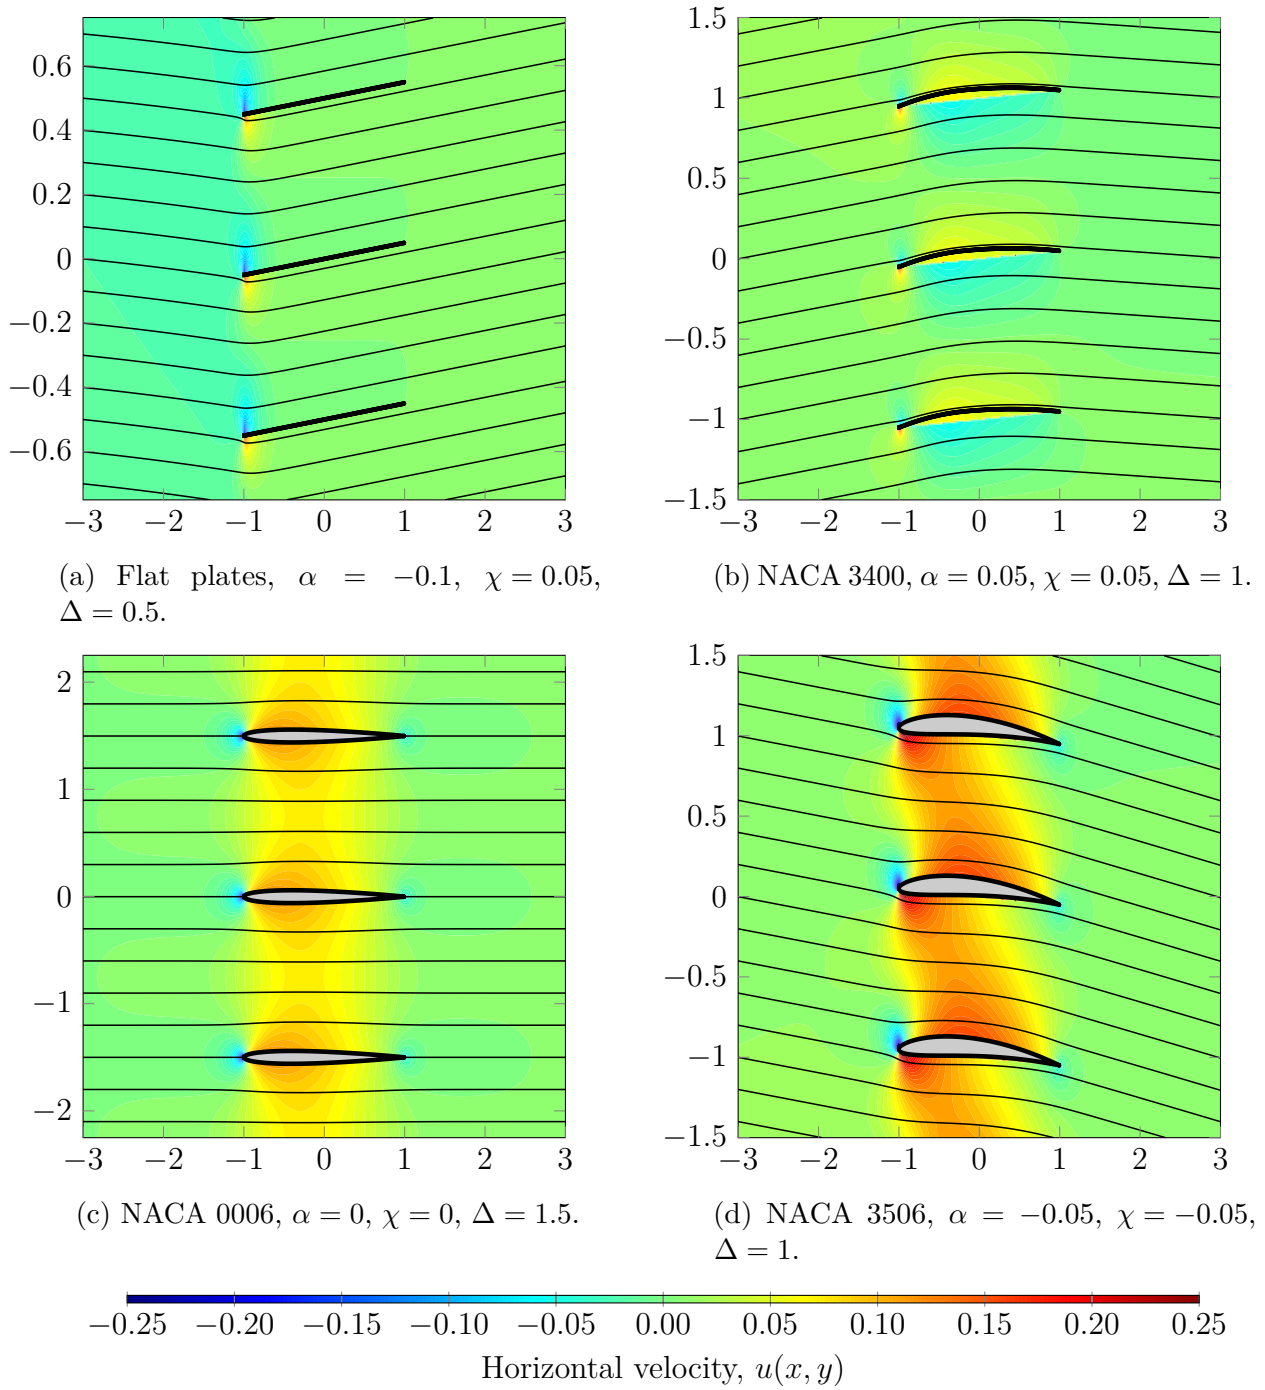 0.6
0.4
0.2
0
−0.2
−0.4
−0.6
−3 −2 −1 0 1 2 3
(a) Flat plates, α = −0.1, χ = 0.05,
Δ = 0.5.
1.5
1
0.5
0
−0.5
−1
−1.5
−3 −2 −1 0 1 2 3
(b) NACA 3400, α = 0.05, χ = 0.05, Δ = 1.
2
1
0
−1
−2
−3 −2 −1 0 1 2 3
(c) NACA 0006, α = 0, χ = 0, Δ = 1.5.
1.5
1
0.5
0
−0.5
−1
−1.5
−3 −2 −1 0 1 2 3
(d) NACA 3506, α = −0.05, χ = −0.05,
Δ = 1.
−0.25 −0.20 −0.15 −0.10 −0.05 0.00 0.05 0.10 0.15 0.20 0.25
Horizontal velocity, u(x, y)